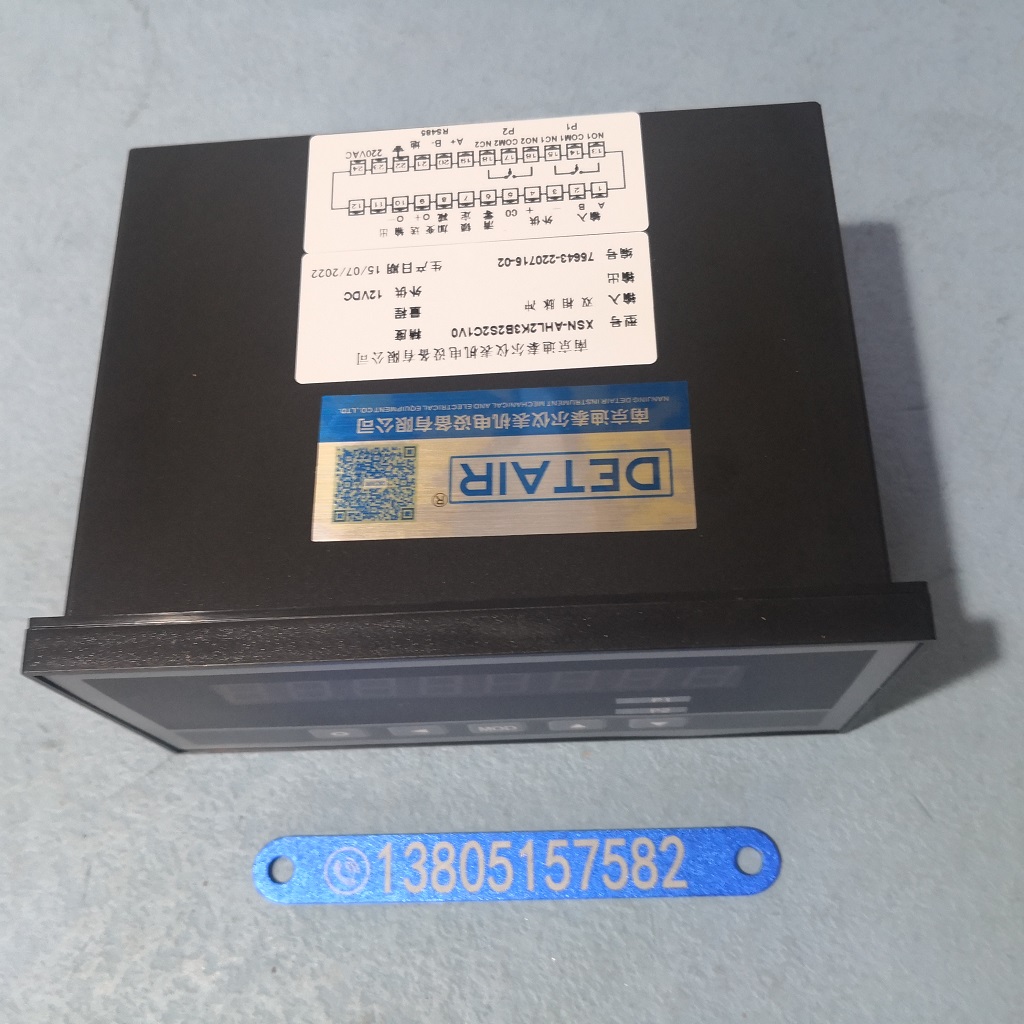 DETAIR®
南京迪泰尔仪表机电设备有限公司
NANJING DETAIR INSTRUMENT MECHANICAL AND ELECTRICAL EQUIPMENT CO.,LTD.
南京迪泰尔仪表机电设备有限公司
型号 XSN-AHL2K3B2S2C1V0 精度
输入 双相脉冲 量程
输出 外供 12VDC
编号 76643-220716-02 生产日期 15/07/2022
输入 外供 清 锁 加 变送输出
A B + - CO 零 定 减 O+ O-
1 2 3 4 5 6 7 8 9 10 11 12
13 14 15 16 17 18 19 20 21 22 23 24
NO1 COM1 NC1 NO2 COM2 NC2 A+ B- 地 220VAC
P1 P2 RS485
MOD
13805157582